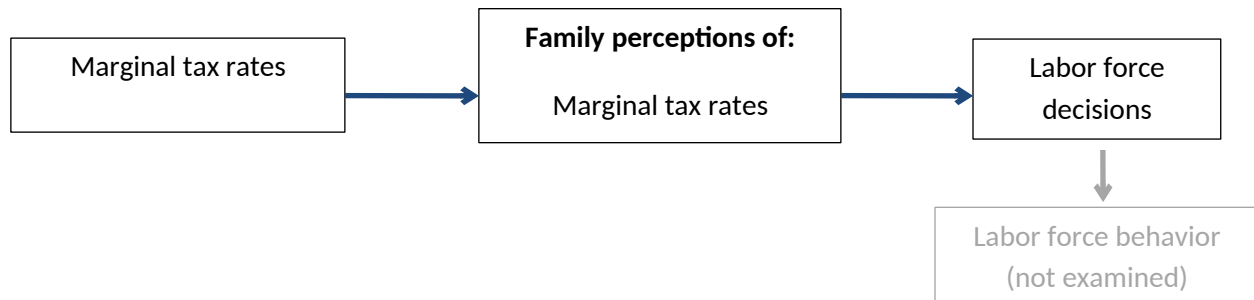 Marginal tax rates
Family perceptions of:
Marginal tax rates
Labor force
decisions
Labor force behavior
(not examined)